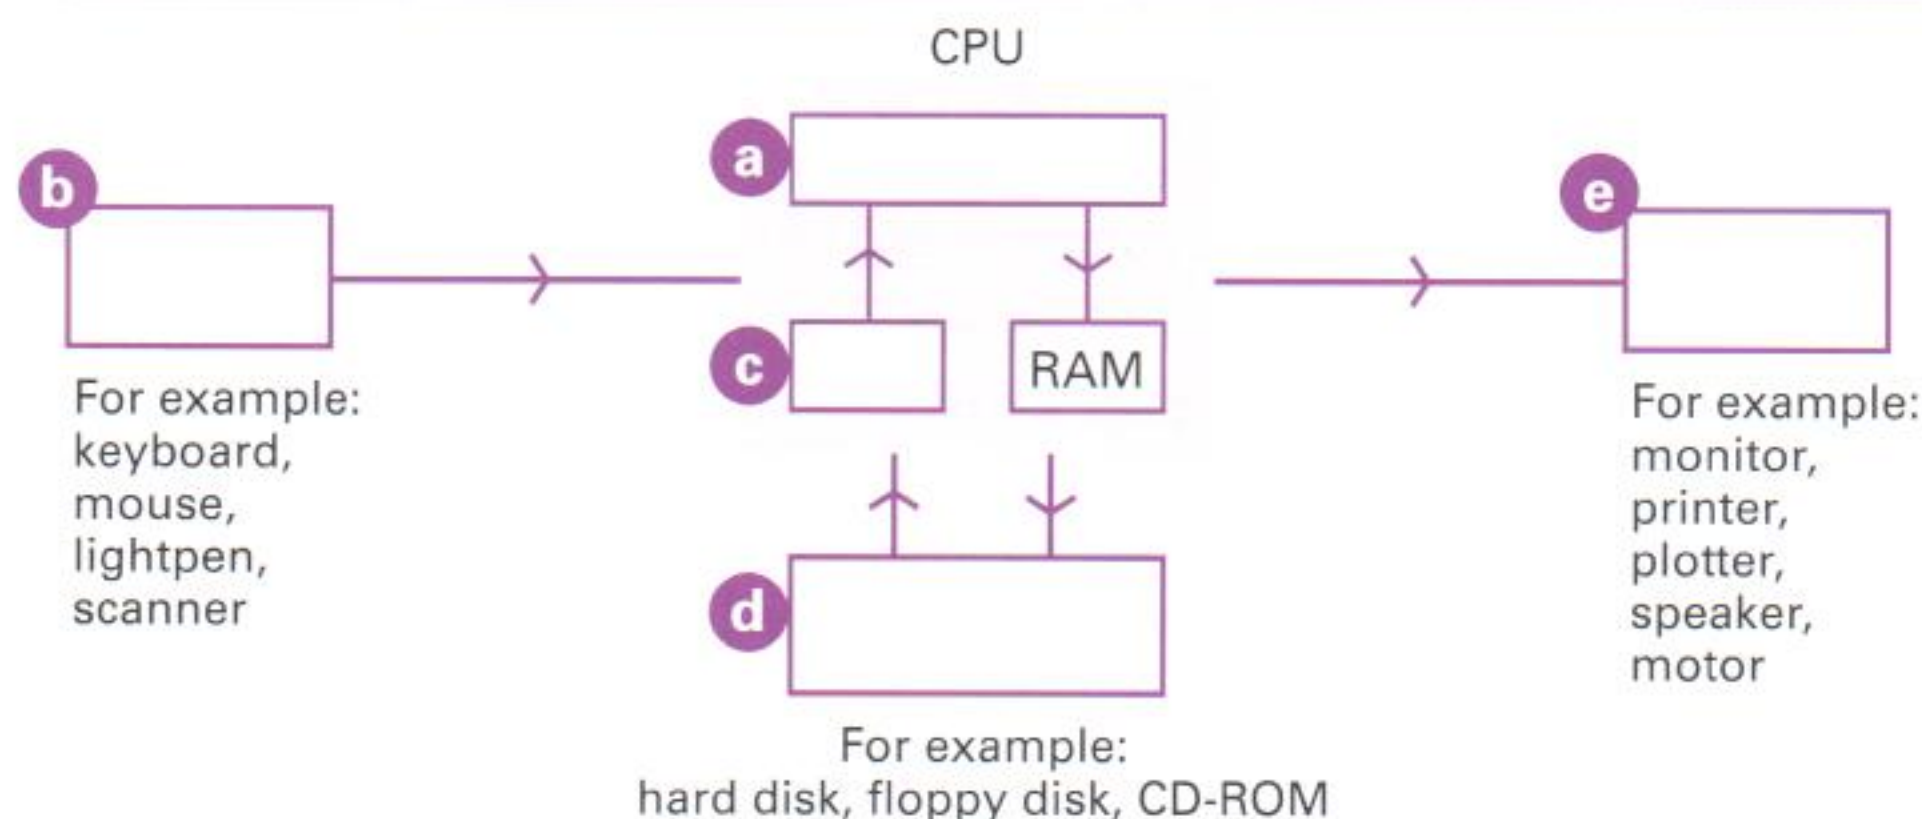 CPU
a
b
e
c
RAM
For example:
keyboard,
mouse,
lightpen,
scanner
For example:
monitor,
printer,
plotter,
speaker,
motor
d
For example:
hard disk, floppy disk, CD-ROM